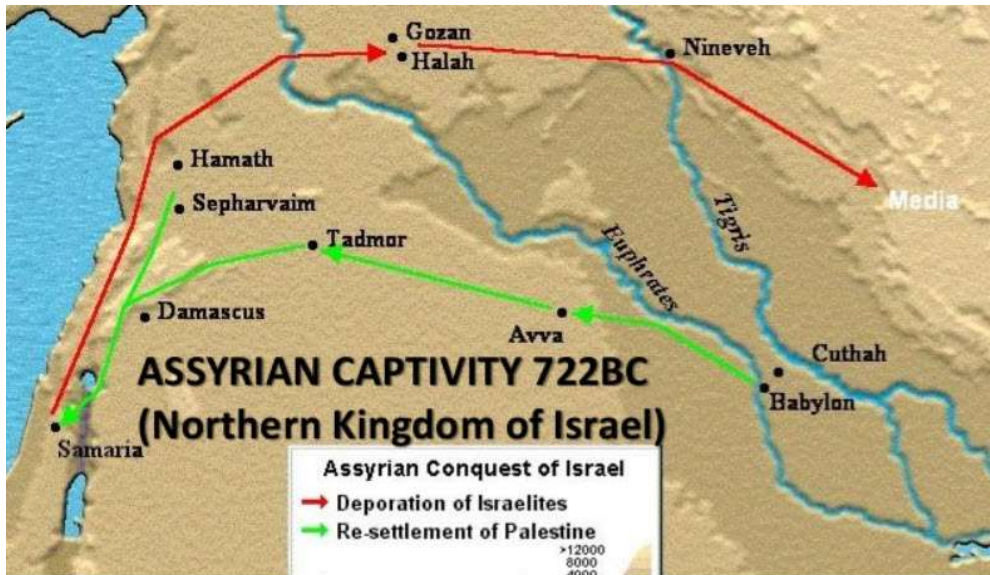 Gozan
Halah
Nineveh
Hamath
Sepharvaim
Media
Tadmor
Tigris
Euphrates
Damascus
Avva
Cuthah
Babylon
ASSYRIAN CAPTIVITY 722BC
(Northern Kingdom of Israel)
Samaria
Assyrian Conquest of Israel
Deporation of Israelites
Re-settlement of Palestine
>12000
8000
4000